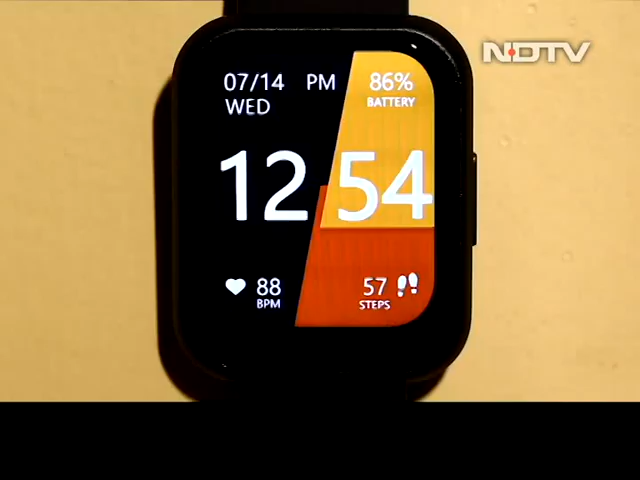 NDTV
07/14 PM 86%
WED BATTERY
12 54
88 57
BPM STEPS